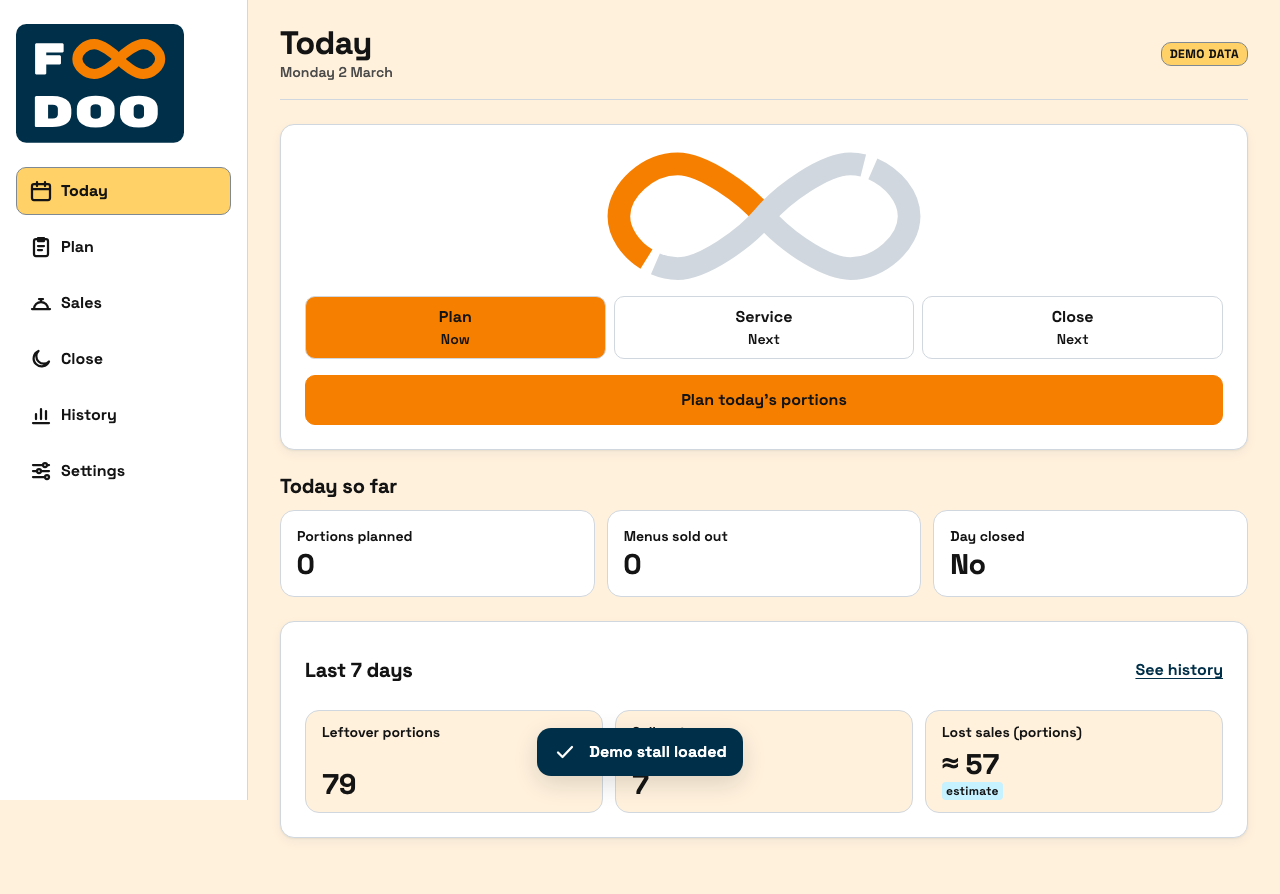 F
DOO
Today
Plan
Sales
Close
History
Settings
Today
Monday 2 March
DEMO DATA
Plan
Now
Service
Next
Close
Next
Plan today's portions
Today so far
Portions planned
0
Menus sold out
0
Day closed
No
Last 7 days
See history
Leftover portions
79
7
Lost sales (portions)
≈ 57
estimate
Demo stall loaded